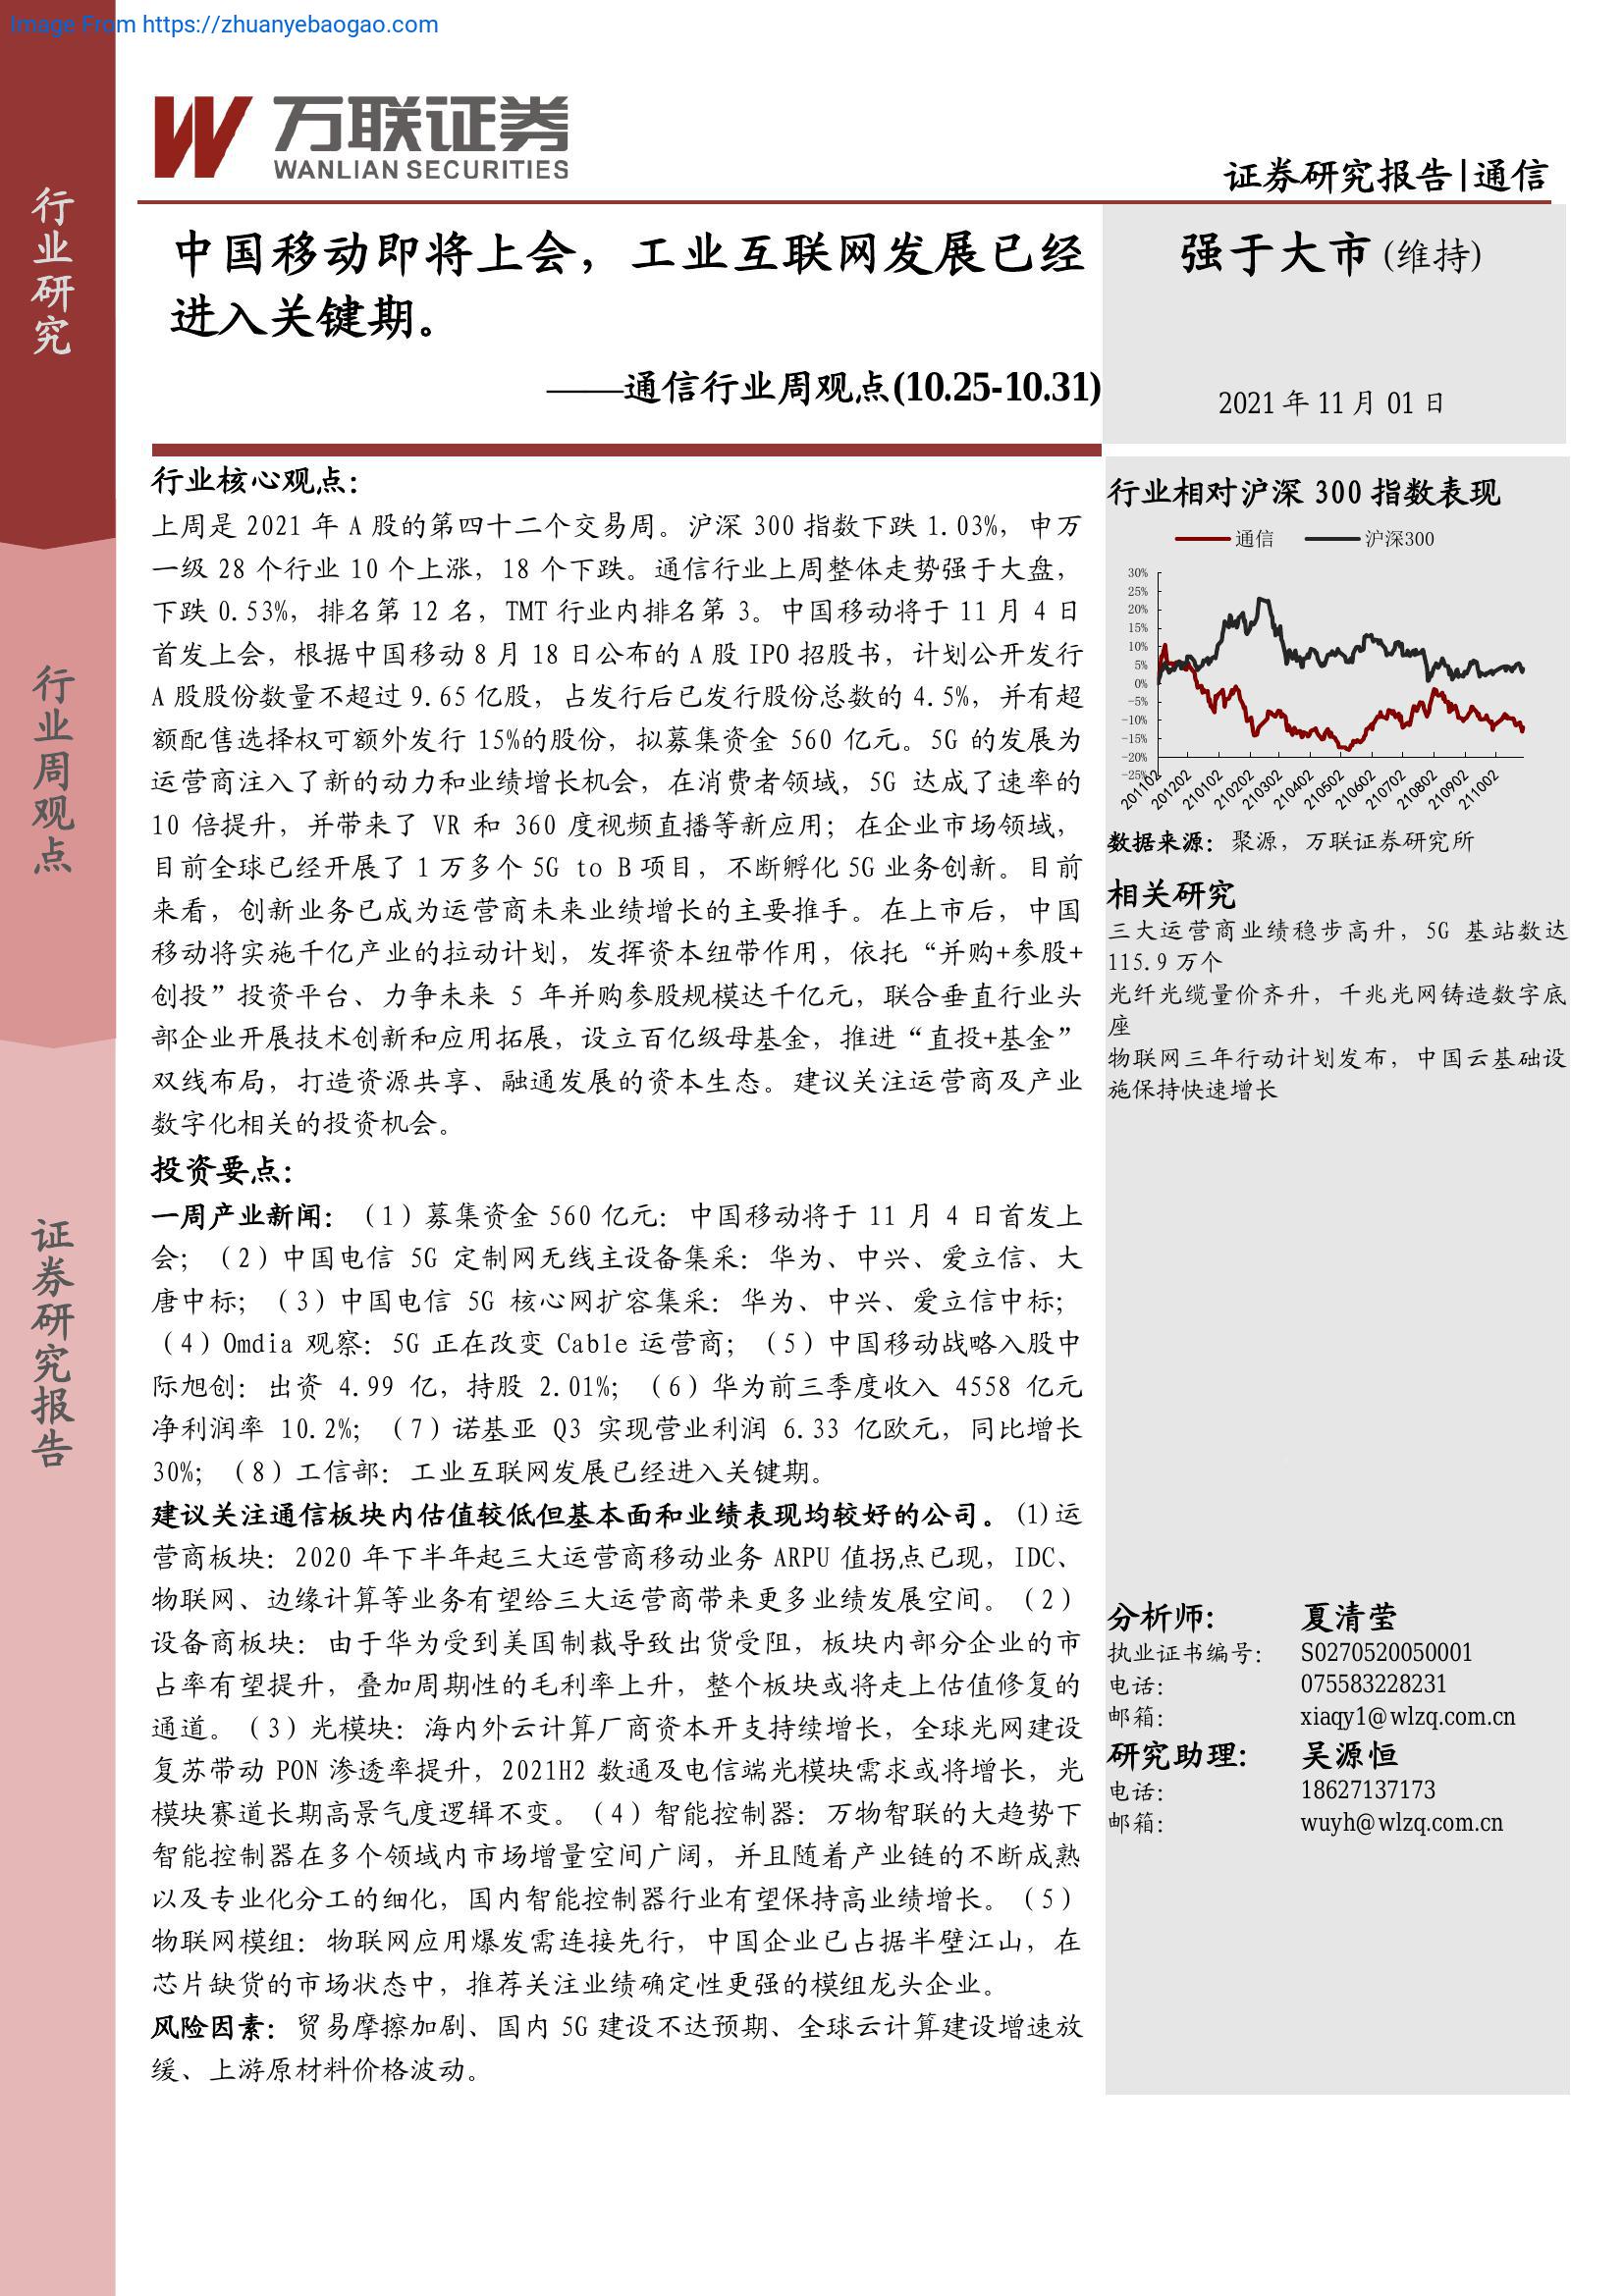 Image From https://zhuanyebaogao.com
万联证券
WANLIAN SECURITIES
证券研究报告|通信
行业研究
行业周观点
证券研究报告
中国移动即将上会，工业互联网发展已经
进入关键期。
——通信行业周观点(10.25-10.31)
强于大市(维持)
2021 年 11 月 01 日
行业核心观点：
上周是 2021 年 A 股的第四十二个交易周。沪深 300 指数下跌 1.03%，申万
一级 28 个行业 10 个上涨，18 个下跌。通信行业上周整体走势强于大盘，
下跌 0.53%，排名第 12 名，TMT 行业内排名第 3。中国移动将于 11 月 4 日
首发上会，根据中国移动 8 月 18 日公布的 A 股 IPO 招股书，计划公开发行
A 股股份数量不超过 9.65 亿股，占发行后已发行股份总数的 4.5%，并有超
额配售选择权可额外发行 15%的股份，拟募集资金 560 亿元。5G 的发展为
运营商注入了新的动力和业绩增长机会，在消费者领域，5G 达成了速率的
10 倍提升，并带来了 VR 和 360 度视频直播等新应用；在企业市场领域，
目前全球已经开展了 1 万多个 5G to B 项目，不断孵化 5G 业务创新。目前
来看，创新业务已成为运营商未来业绩增长的主要推手。在上市后，中国
移动将实施千亿产业的拉动计划，发挥资本纽带作用，依托“并购+参股+
创投”投资平台、力争未来 5 年并购参股规模达千亿元，联合垂直行业头
部企业开展技术创新和应用拓展，设立百亿级母基金，推进“直投+基金”
双线布局，打造资源共享、融通发展的资本生态。建议关注运营商及产业
数字化相关的投资机会。
投资要点：
一周产业新闻：（1）募集资金 560 亿元：中国移动将于 11 月 4 日首发上
会；（2）中国电信 5G 定制网无线主设备集采：华为、中兴、爱立信、大
唐中标；（3）中国电信 5G 核心网扩容集采：华为、中兴、爱立信中标；
（4）Omdia 观察：5G 正在改变 Cable 运营商；（5）中国移动战略入股中
际旭创：出资 4.99 亿，持股 2.01%；（6）华为前三季度收入 4558 亿元
净利润率 10.2%；（7）诺基亚 Q3 实现营业利润 6.33 亿欧元，同比增长
30%；（8）工信部：工业互联网发展已经进入关键期。
建议关注通信板块内估值较低但基本面和业绩表现均较好的公司。(1)运
营商板块：2020 年下半年起三大运营商移动业务 ARPU 值拐点已现，IDC、
物联网、边缘计算等业务有望给三大运营商带来更多业绩发展空间。（2）
设备商板块：由于华为受到美国制裁导致出货受阻，板块内部分企业的市
占率有望提升，叠加周期性的毛利率上升，整个板块或将走上估值修复的
通道。（3）光模块：海内外云计算厂商资本开支持续增长，全球光网建设
复苏带动 PON 渗透率提升，2021H2 数通及电信端光模块需求或将增长，光
模块赛道长期高景气度逻辑不变。（4）智能控制器：万物智联的大趋势下
智能控制器在多个领域内市场增量空间广阔，并且随着产业链的不断成熟
以及专业化分工的细化，国内智能控制器行业有望保持高业绩增长。（5）
物联网模组：物联网应用爆发需连接先行，中国企业已占据半壁江山，在
芯片缺货的市场状态中，推荐关注业绩确定性更强的模组龙头企业。
风险因素：贸易摩擦加剧、国内 5G 建设不达预期、全球云计算建设增速放
缓、上游原材料价格波动。
行业相对沪深 300 指数表现
通信 沪深300
30%
25%
20%
15%
10%
5%
0%
-5%
-10%
-15%
-20%
-25%
201102 201202 210102 210202 210302 210402 210502 210602 210702 210802 210902 211002
数据来源：聚源，万联证券研究所
相关研究
三大运营商业绩稳步高升，5G 基站数达
115.9 万个
光纤光缆量价齐升，千兆光网铸造数字底
座
物联网三年行动计划发布，中国云基础设
施保持快速增长
分析师: 夏清莹
执业证书编号: S0270520050001
电话: 075583228231
邮箱: xiaqy1@wlzq.com.cn
研究助理: 吴源恒
电话: 18627137173
邮箱: wuyh@wlzq.com.cn